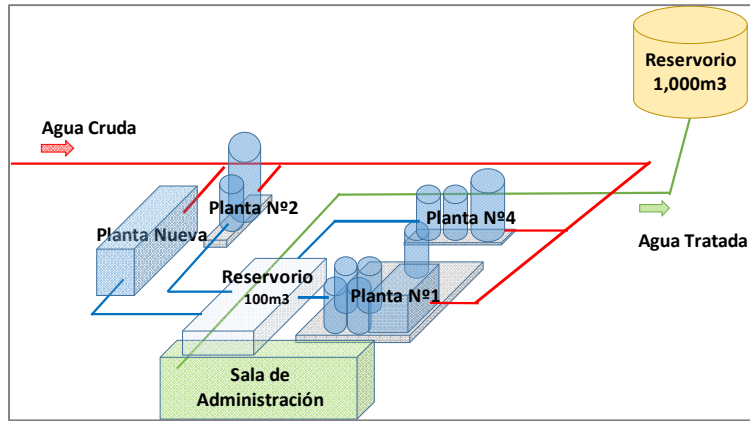 Reservorio
1,000m3
Agua Cruda
Planta Nº2
Planta Nueva
Planta Nº4
Agua Tratada
Reservorio
100m3
Planta Nº1
Sala de
Administración